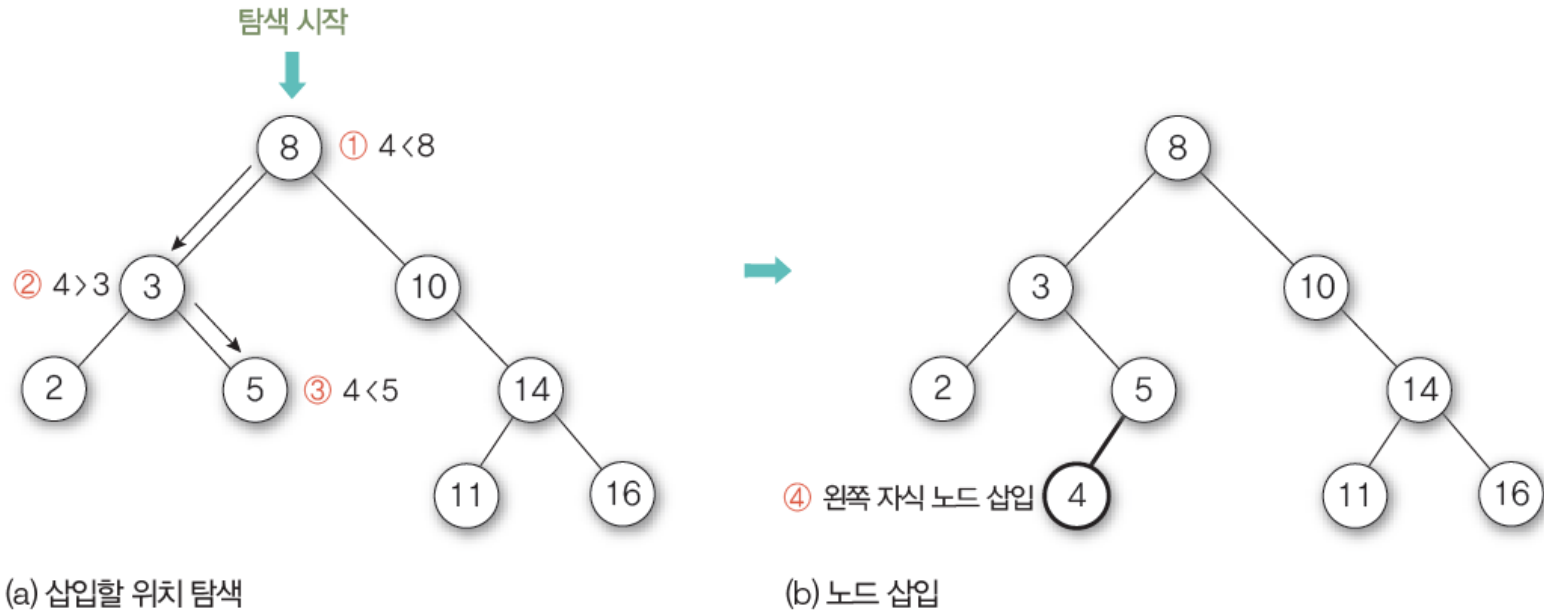 탐색 시작
8 ① 4<8
② 4>3 3 10
2 5 ③ 4<5 14
11 16
(a) 삽입할 위치 탐색
8
3 10
2 5 14
④ 왼쪽 자식 노드 삽입 4 11 16
(b) 노드 삽입